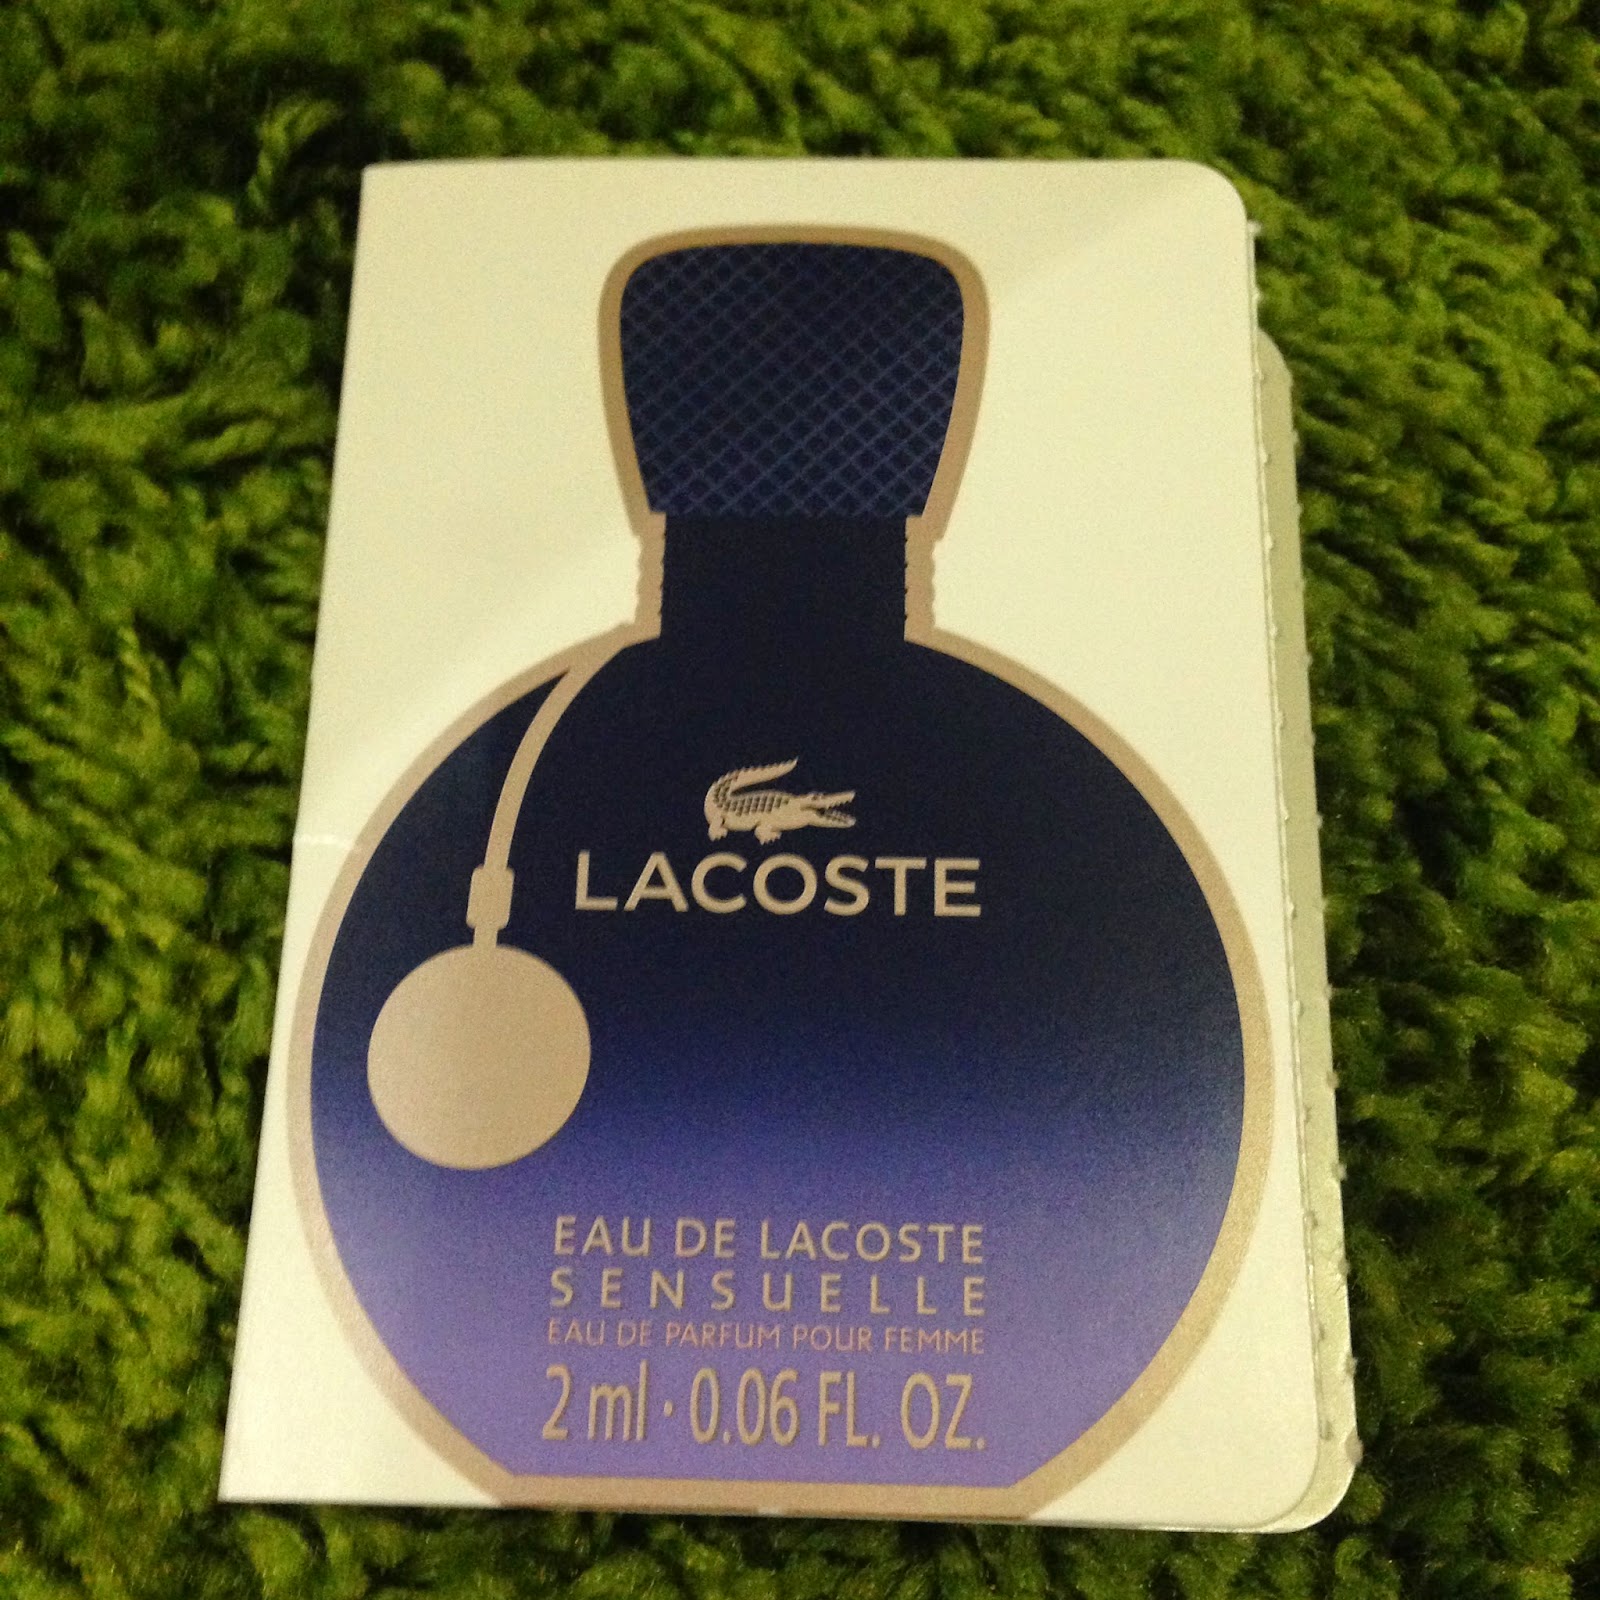 LACOSTE
EAU DE LACOSTE
SENSUELLE
EAU DE PARFUM POUR FEMME
2 ml · 0.06 FL. OZ.